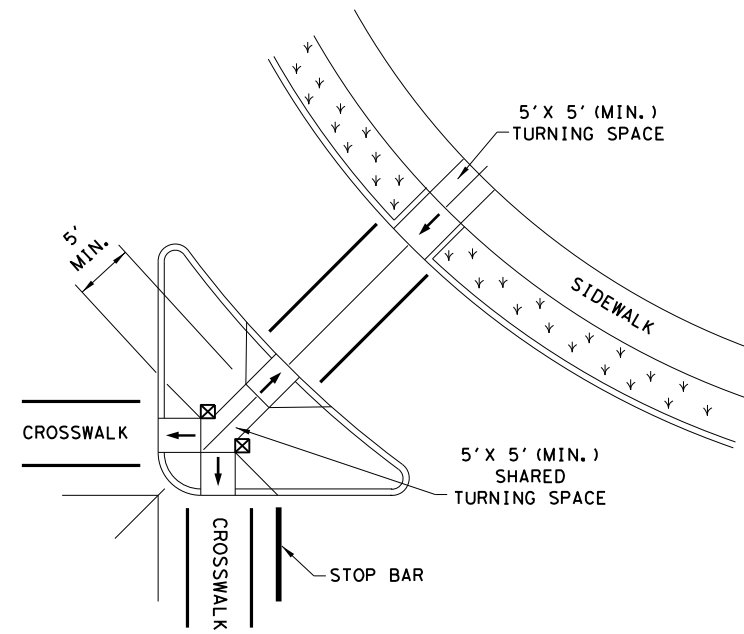 5'X 5' (MIN.)
TURNING SPACE
5'
MIN.
SIDEWALK
CROSSWALK
5'X 5' (MIN.)
SHARED
TURNING SPACE
CROSSWALK
STOP BAR